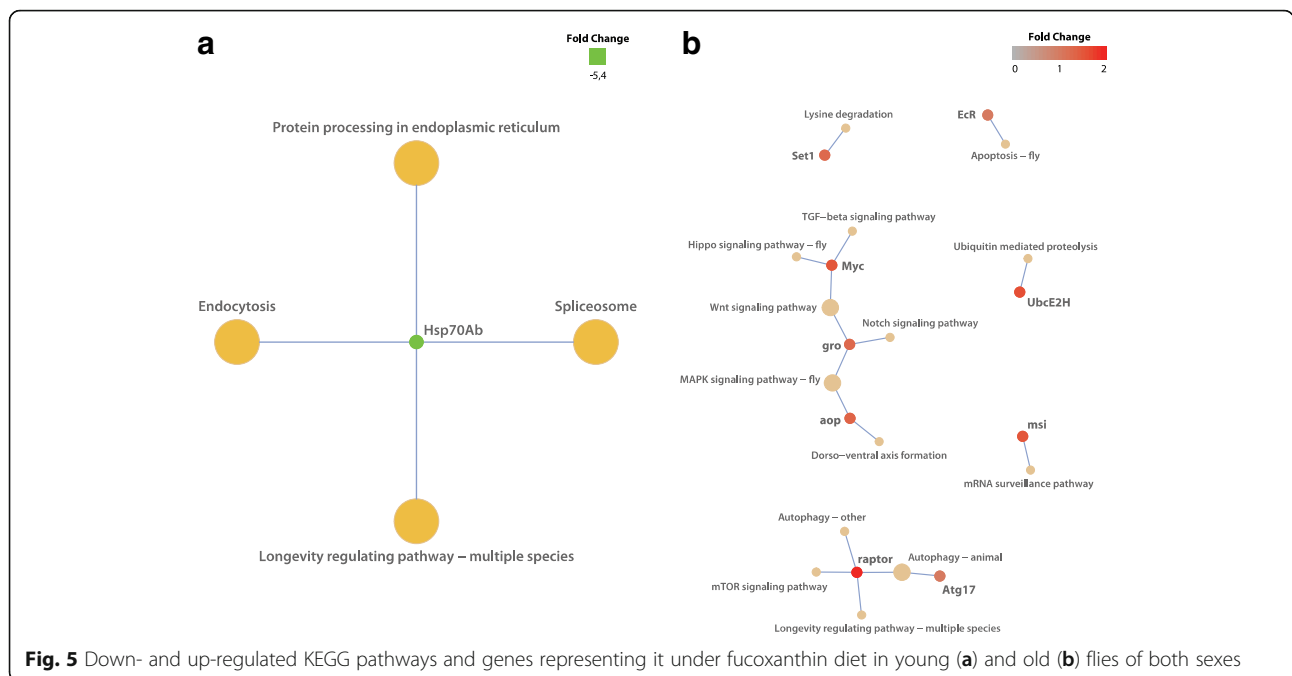 a
Fold Change
-5,4
Protein processing in endoplasmic reticulum
Endocytosis
Spliceosome
Hsp70Ab
Longevity regulating pathway – multiple species
b
Fold Change
0 1 2
Lysine degradation
Set1
EcR
Apoptosis – fly
TGF–beta signaling pathway
Hippo signaling pathway – fly
Myc
Wnt signaling pathway
Notch signaling pathway
gro
MAPK signaling pathway – fly
aop
Dorso–ventral axis formation
Ubiquitin mediated proteolysis
UbcE2H
msi
mRNA surveillance pathway
Autophagy – other
raptor
Autophagy – animal
mTOR signaling pathway
Atg17
Longevity regulating pathway – multiple species
Fig. 5 Down- and up-regulated KEGG pathways and genes representing it under fucoxanthin diet in young (a) and old (b) flies of both sexes